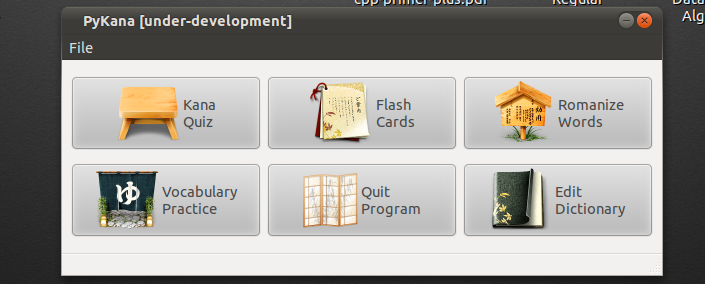 cpp primer plus.pdf
Regular
Data
Alg
PyKana [under-development]
File
Kana
Quiz
Flash
Cards
Romanize
Words
ゆ
Vocabulary
Practice
Quit
Program
Edit
Dictionary